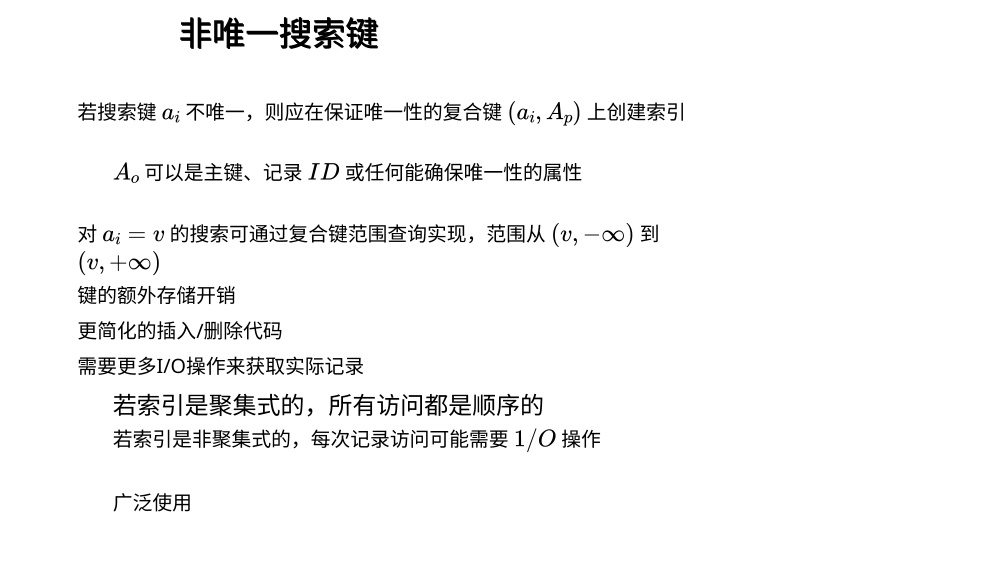 非唯一搜索键
若搜索键 $a_i$ 不唯一，则应在保证唯一性的复合键 $(a_i, A_p)$ 上创建索引
$A_o$ 可以是主键、记录 $ID$ 或任何能确保唯一性的属性
对 $a_i = v$ 的搜索可通过复合键范围查询实现，范围从 $(v, -\infty)$ 到
$(v, +\infty)$
键的额外存储开销
更简化的插入/删除代码
需要更多I/O操作来获取实际记录
若索引是聚集式的，所有访问都是顺序的
若索引是非聚集式的，每次记录访问可能需要 $1/O$ 操作
广泛使用